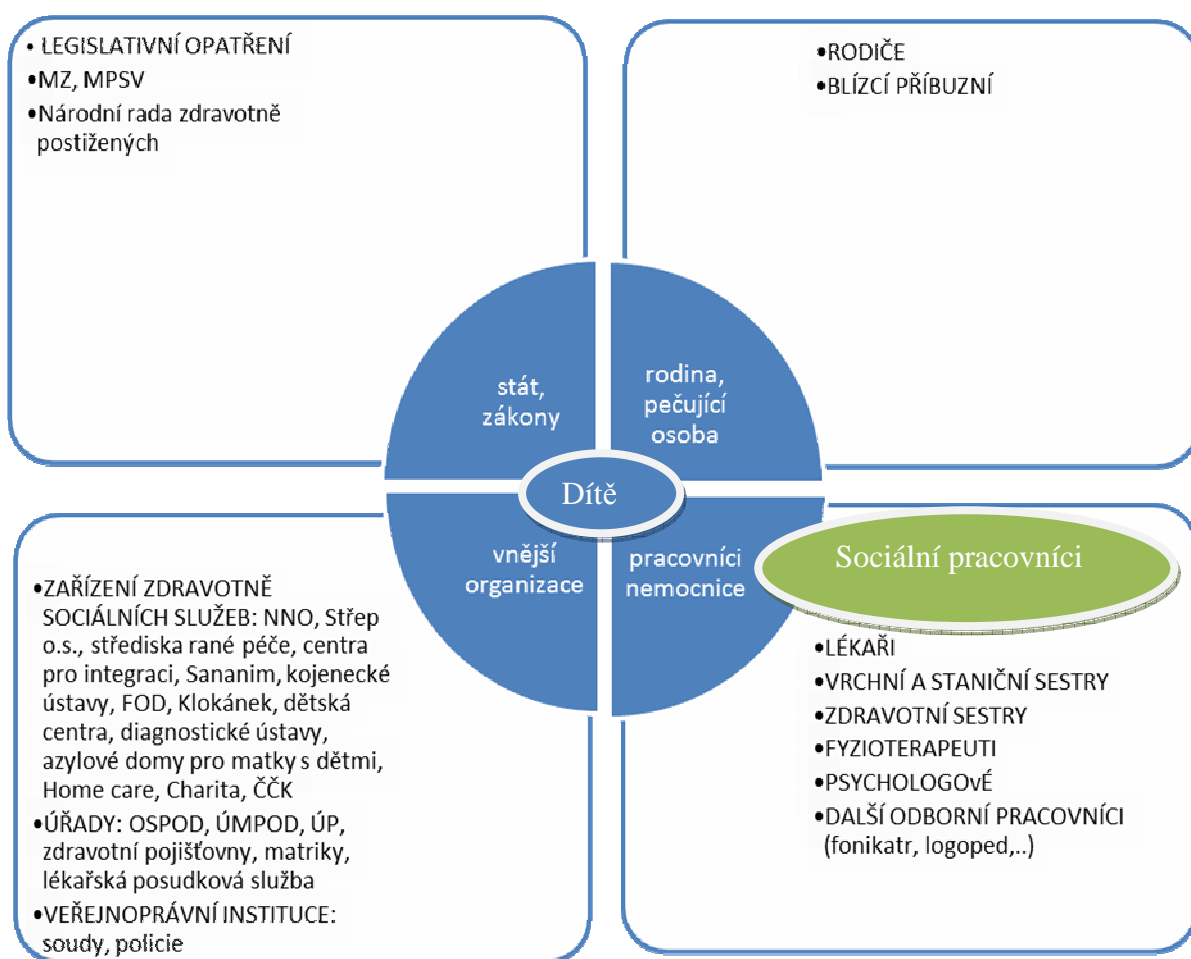 • LEGISLATIVNÍ OPATŘENÍ
•MZ, MPSV
•Národní rada zdravotně
postižených
•RODIČE
•BLÍZCÍ PŘÍBUZNÍ
stát,
zákony
rodina,
pečující
osoba
Dítě
vnější
organizace
pracovníci
nemocnice
Sociální pracovníci
•ZAŘÍZENÍ ZDRAVOTNĚ
SOCIÁLNÍCH SLUŽEB: NNO, Střep
o.s., střediska rané péče, centra
pro integraci, Sananim, kojenecké
ústavy, FOD, Klokánek, dětská
centra, diagnostické ústavy,
azylové domy pro matky s dětmi,
Home care, Charita, ČČK
•ÚŘADY: OSPOD, ÚMPOD, ÚP,
zdravotní pojišťovny, matriky,
lékařská posudková služba
•VEŘEJNOPRÁVNÍ INSTITUCE:
soudy, policie
•LÉKAŘI
•VRCHNÍ A STANIČNÍ SESTRY
•ZDRAVOTNÍ SESTRY
•FYZIOTERAPEUTI
•PSYCHOLOGOvÉ
•DALŠÍ ODBORNÍ PRACOVNÍCI
(fonikatr, logoped,..)